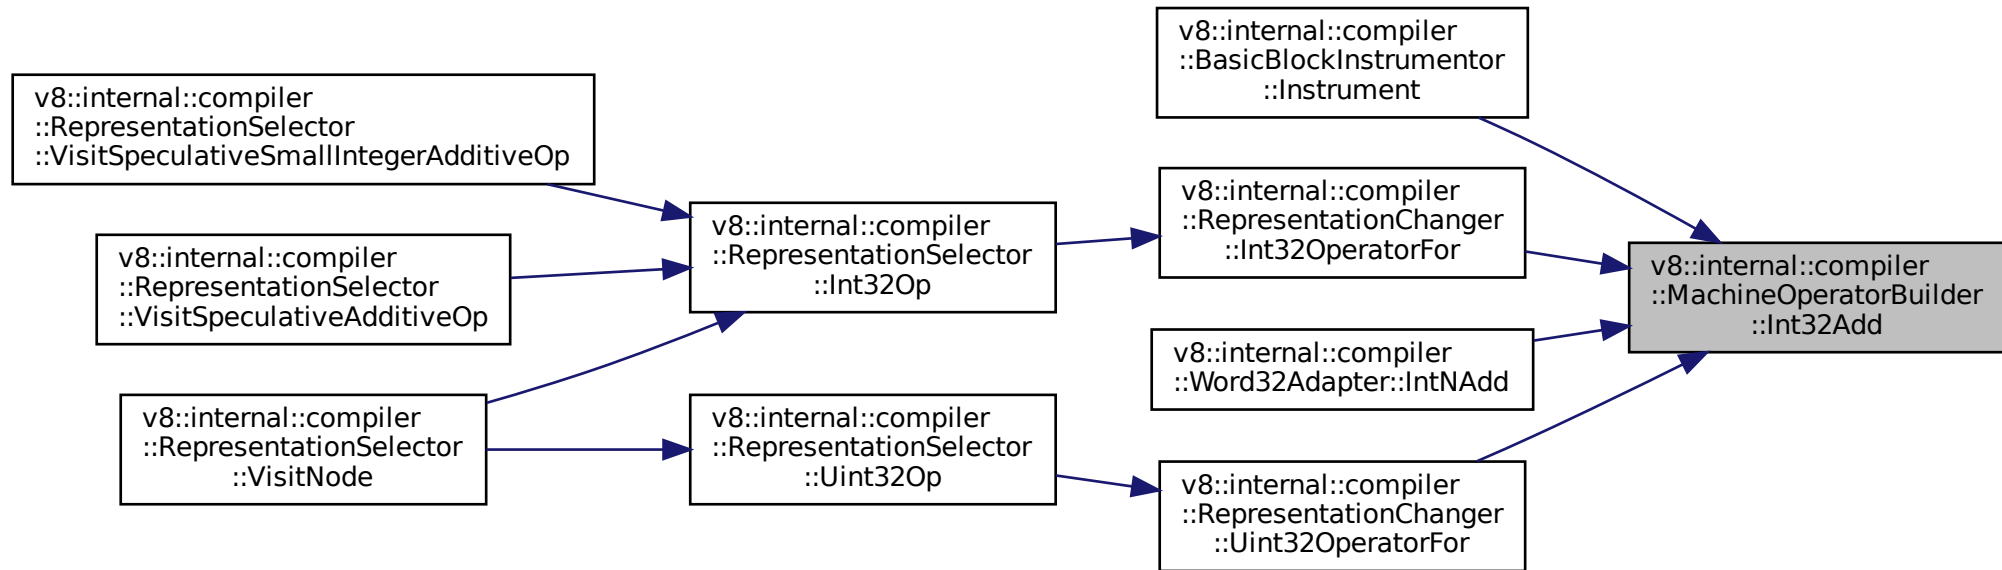 v8::internal::compiler
::RepresentationSelector
::VisitSpeculativeSmallIntegerAdditiveOp
v8::internal::compiler
::RepresentationSelector
::VisitSpeculativeAdditiveOp
v8::internal::compiler
::RepresentationSelector
::VisitNode
v8::internal::compiler
::RepresentationSelector
::Int32Op
v8::internal::compiler
::RepresentationSelector
::Uint32Op
v8::internal::compiler
::BasicBlockInstrumentor
::Instrument
v8::internal::compiler
::RepresentationChanger
::Int32OperatorFor
v8::internal::compiler
::Word32Adapter::IntNAdd
v8::internal::compiler
::RepresentationChanger
::Uint32OperatorFor
v8::internal::compiler
::MachineOperatorBuilder
::Int32Add